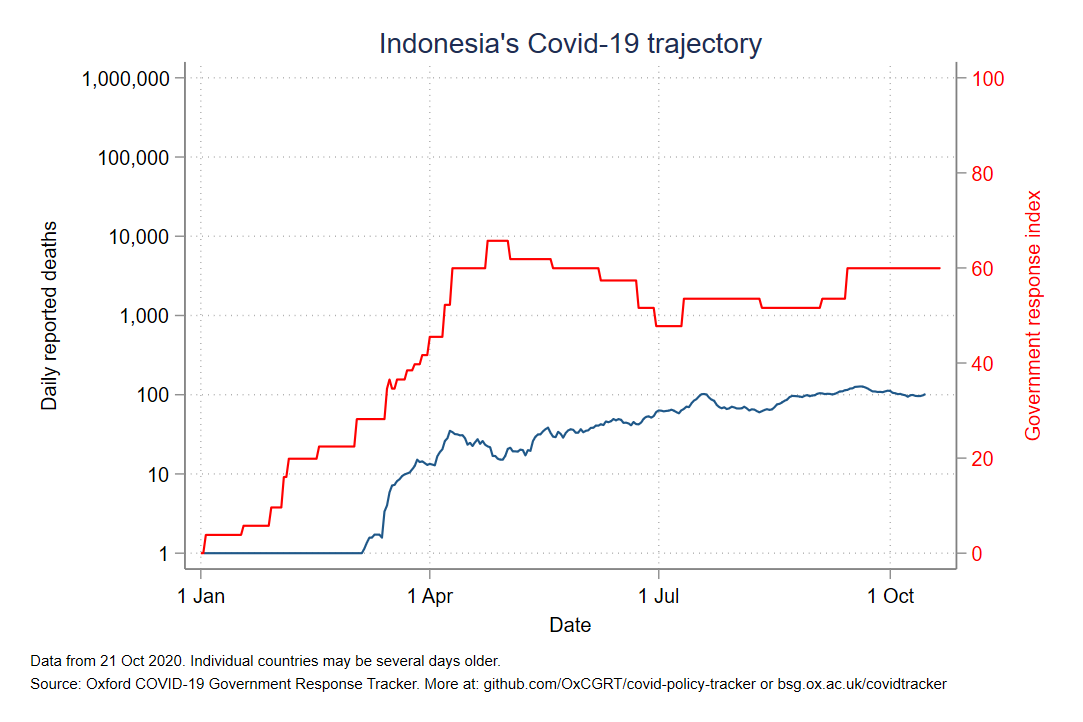 Indonesia's Covid-19 trajectory
1,000,000
100,000
10,000
1,000
100
10
1
Daily reported deaths
100
80
60
40
20
0
Government response index
1 Jan
1 Apr
1 Jul
1 Oct
Date
Data from 21 Oct 2020. Individual countries may be several days older.
Source: Oxford COVID-19 Government Response Tracker. More at: github.com/OxCGRT/covid-policy-tracker or bsg.ox.ac.uk/covidtracker